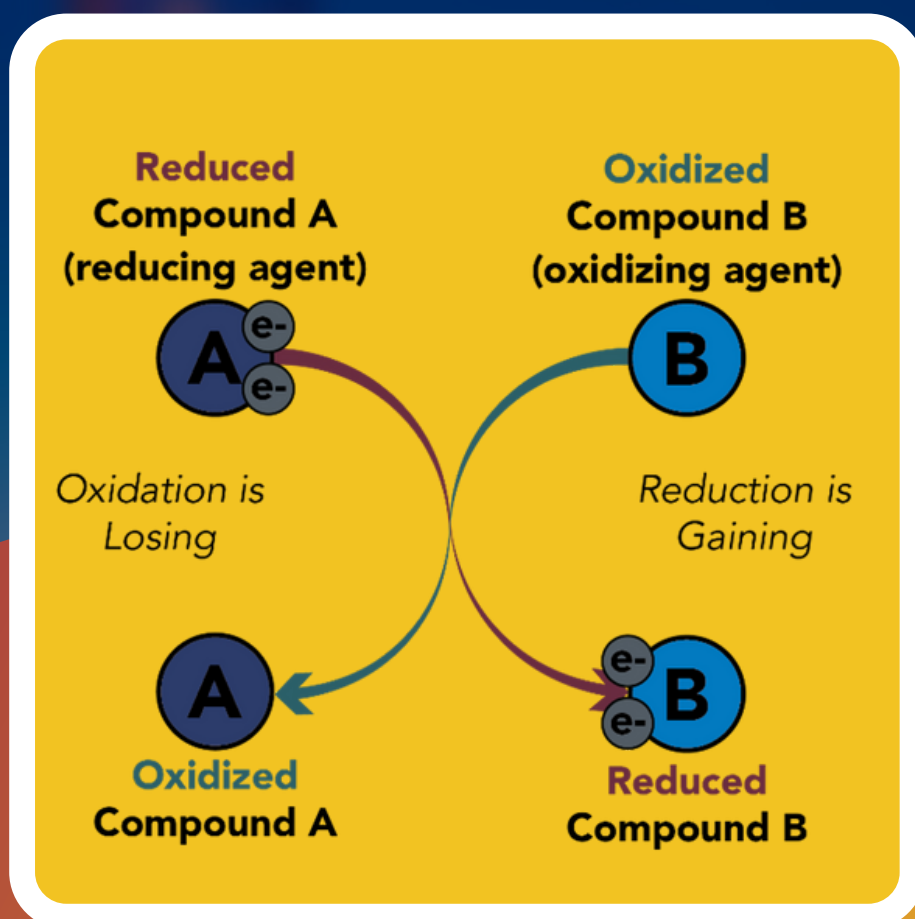 Reduced
Compound A
(reducing agent)
Oxidized
Compound B
(oxidizing agent)
A
e-
e-
B
Oxidation is
Losing
Reduction is
Gaining
A
e-
e-
B
Oxidized
Compound A
Reduced
Compound B